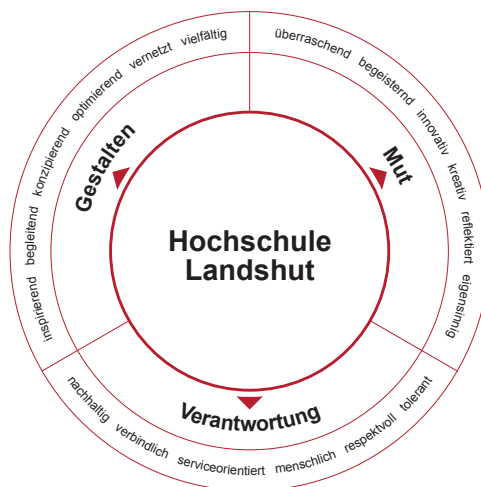 Hochschule
Landshut
Gestalten
inspirierend begleitend konzipierend optimierend vernetzt vielfältig
Mut
überraschend begeisternd innovativ kreativ reflektiert eigensinnig
Verantwortung
nachhaltig verbindlich serviceorientiert menschlich respektvoll tolerant